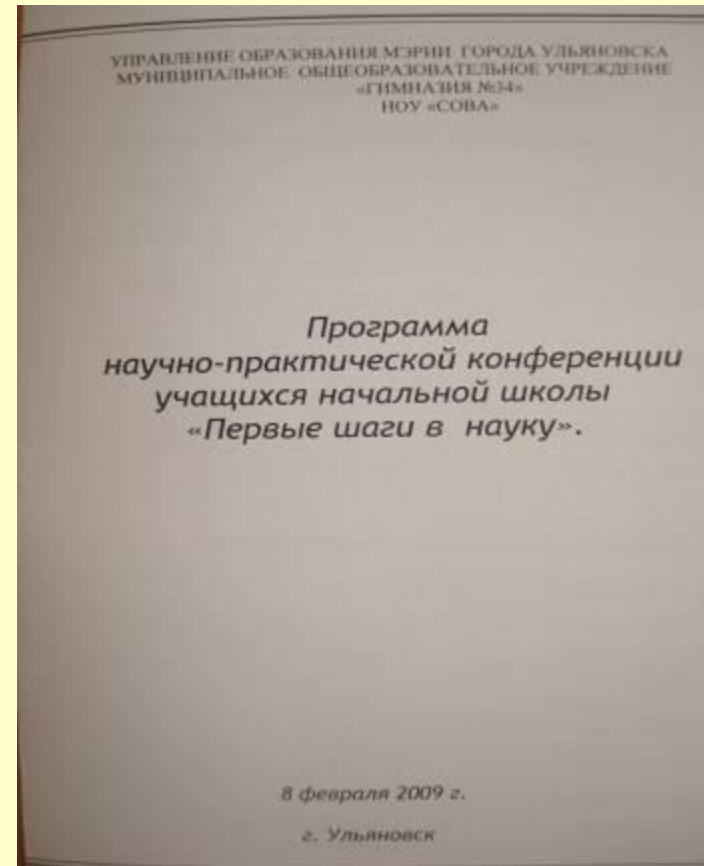 УПРАВЛЕНИЕ ОБРАЗОВАНИЯ МЭРИИ ГОРОДА УЛЬЯНОВСКА
МУНИЦИПАЛЬНОЕ ОБЩЕОБРАЗОВАТЕЛЬНОЕ УЧРЕЖДЕНИЕ
«ГИМНАЗИЯ №34»
НОУ «СОВА»
Программа
научно-практической конференции
учащихся начальной школы
«Первые шаги в науку».
8 февраля 2009 г.
г. Ульяновск